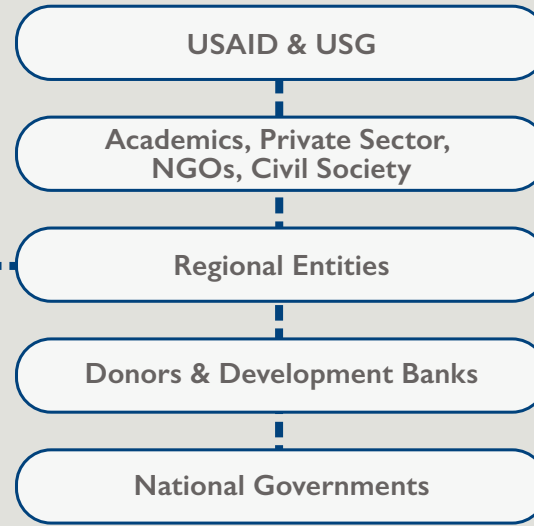 USAID & USG
Academics, Private Sector,
NGOs, Civil Society
Regional Entities
Donors & Development Banks
National Governments